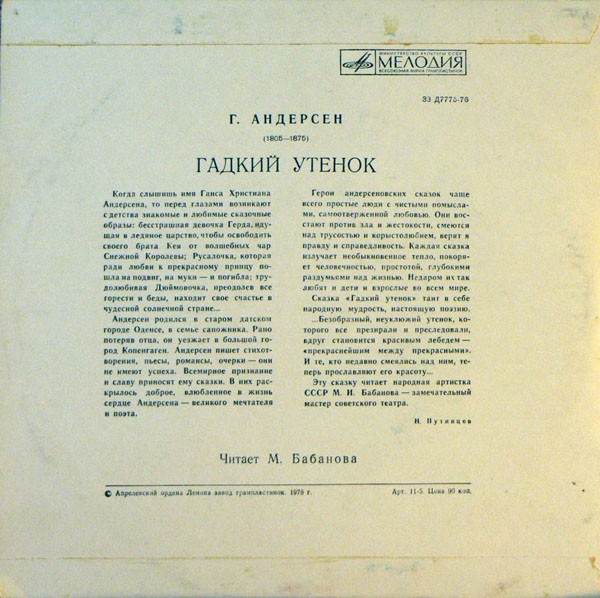 МИНИСТЕРСТВО КУЛЬТУРЫ СССР
МЕЛОДИЯ
ВСЕСОЮЗНАЯ ФИРМА ГРАМПЛАСТИНОК
33 Д7775-76
Г. АНДЕРСЕН
(1805—1875)
ГАДКИЙ УТЕНОК
Когда слышишь имя Ганса Христиана
Андерсена, то перед глазами возникают
с детства знакомые и любимые сказочные
образы: бесстрашная девочка Герда, идущ
ая в ледяное царство, чтобы освободить
своего брата Кея от волшебных чар
Снежной Королевы; Русалочка, которая
ради любви к прекрасному принцу по-
шла на подвиг, на муки — и погибла; тру-
долюбивая Дюймовочка, преодолев все
горести и беды, находит свое счастье в
чудесной солнечной стране...
Андерсен родился в старом датском
городе Оденсе, в семье сапожника. Рано
потеряв отца, он уезжает в большой го-
род Копенгаген. Андерсен пишет стихот-
ворения, пьесы, романсы, очерки — они
не имеют успеха. Всемирное признание
и славу приносят ему сказки. В них рас-
крылось доброе, влюбленное в жизнь
сердце Андерсена — великого мечтателя
и поэта.
Герои андерсеновских сказок чаще
всего простые люди с чистыми помысла-
ми, самоотверженной любовью. Они вос-
стают против зла и жестокости, смеются
над трусостью и корыстолюбием, верят в
правду и справедливость. Каждая сказка
излучает необыкновенное тепло, покоря-
ет человечностью, простотой, глубокими
раздумьями над жизнью. Недаром их так
любят и дети и взрослые во всем мире.
Сказка «Гадкий утенок» таит в себе
народную мудрость, настоящую поэзию.
...Безобразный, неуклюжий утенок, ко-
торого все презирали и преследовали,
вдруг становится красивым лебедем —
«прекраснейшим между прекрасными».
И те, кто недавно смеялись над ним, те-
перь прославляют его красоту...
Эту сказку читает народная артистка
СССР М. И. Бабанова — замечательный
мастер советского театра.
Н. Путинцев
Читает М. Бабанова
© Апрелевский ордена Ленина завод грампластинок. 1978 г.
Арт. 11-5. Цена 90 коп.